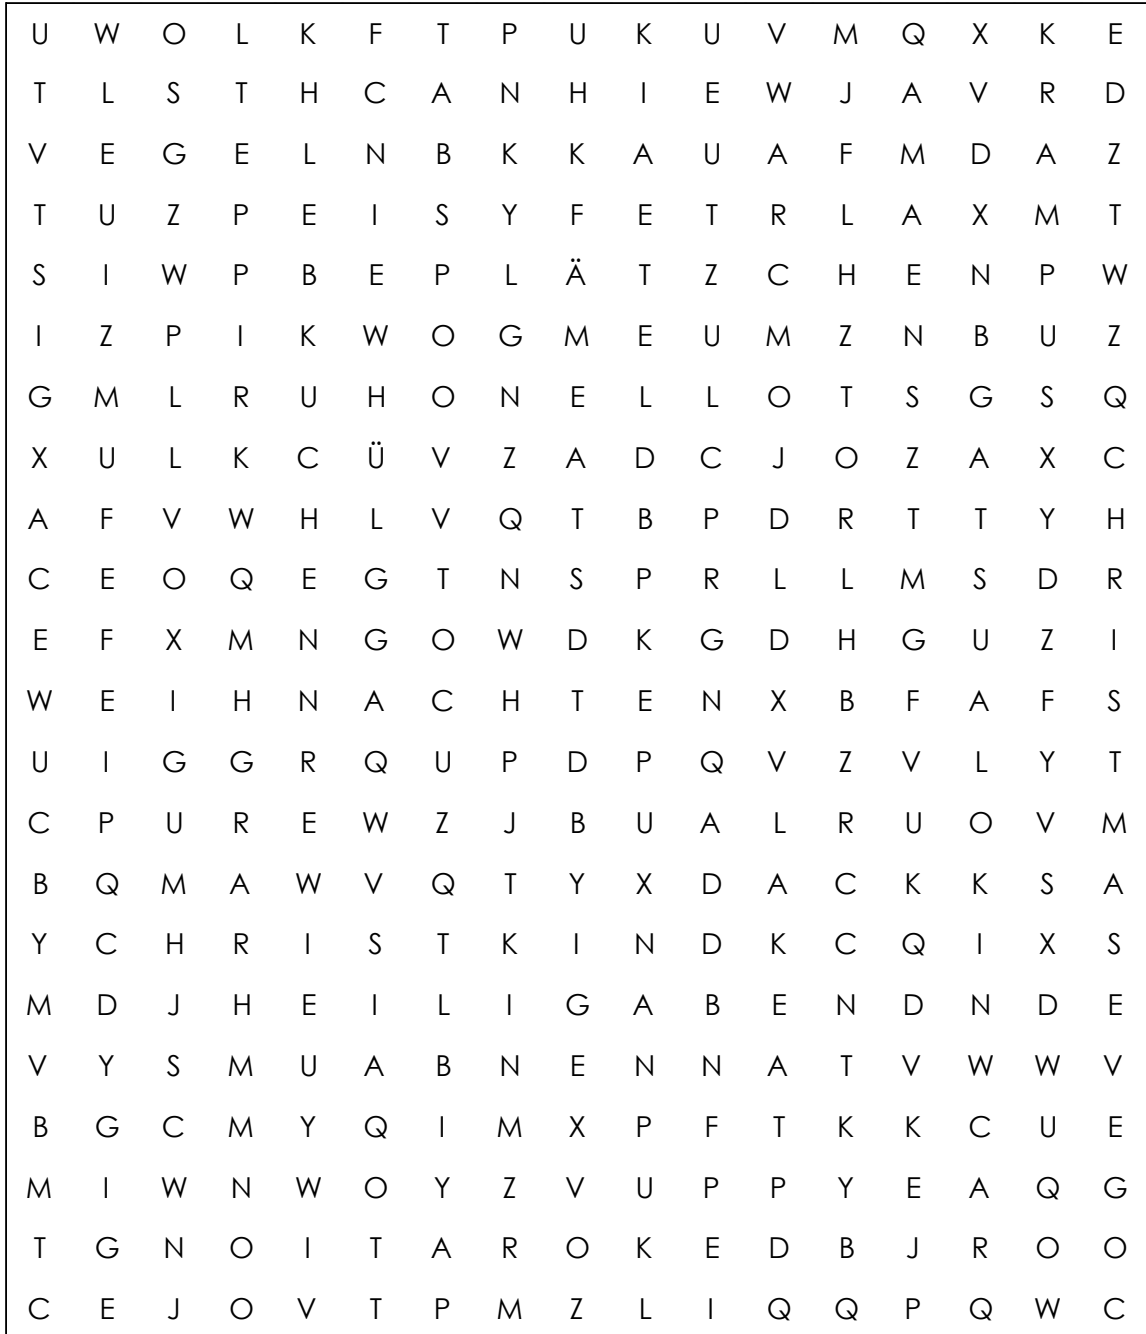 U W O L K F T P U K U V M Q X K E
T L S T H C A N H I E W J A V R D
V E G E L N B K K A U A F M D A Z
T U Z P E I S Y F E T R L A X M T
S I W P B E P L Ä T Z C H E N P W
I Z P I K W O G M E U M Z N B U Z
G M L R U H O N E L L O T S G S Q
X U L K C Ü V Z A D C J O Z A X C
A F V W H L V Q T B P D R T T Y H
C E O Q E G T N S P R L L M S D R
E F X M N G O W D K G D H G U Z I
W E I H N A C H T E N X B F A F S
U I G G R Q U P D P Q V Z V L Y T
C P U R E W Z J B U A L R U O V M
B Q M A W V Q T Y X D A C K K S A
Y C H R I S T K I N D K C Q I X S
M D J H E I L I G A B E N D N D E
V Y S M U A B N E N N A T V W W V
B G C M Y Q I M X P F T K K C U E
M I W N W O Y Z V U P P Y E A Q G
T G N O I T A R O K E D B J R O O
C E J O V T P M Z L I Q Q P Q W C